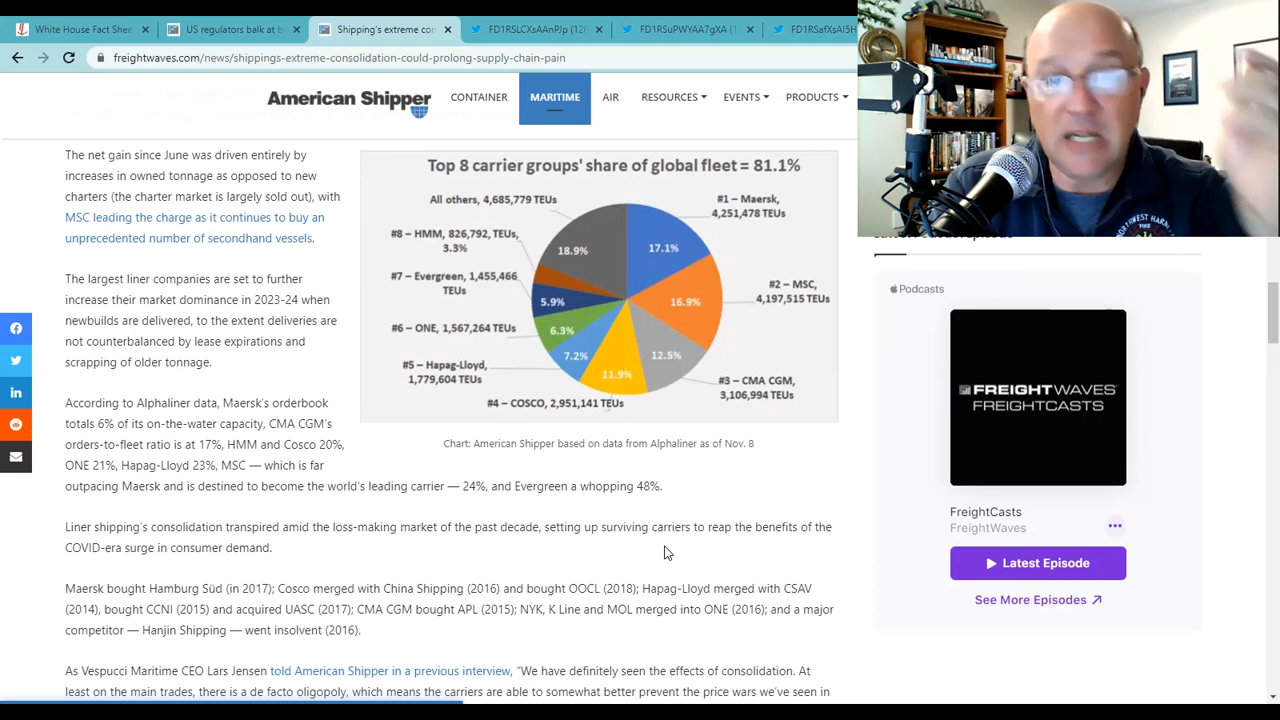 White House Fact Shee
US regulators balk at b
Shipping's extreme con
FD1RSLCXsAAnPJp (12
FD1RSuPWYAA7gXA (1
FD1RSafXsAI5H
freightwaves.com/news/shippings-extreme-consolidation-could-prolong-supply-chain-pain
American Shipper
CONTAINER
MARITIME
AIR
RESOURCES
EVENTS
PRODUCTS
The net gain since June was driven entirely by
increases in owned tonnage as opposed to new
charters (the charter market is largely sold out), with
MSC leading the charge as it continues to buy an
unprecedented number of secondhand vessels.
The largest liner companies are set to further
increase their market dominance in 2023-24 when
newbuilds are delivered, to the extent deliveries are
not counterbalanced by lease expirations and
scrapping of older tonnage.
According to Alphaliner data, Maersk's orderbook
totals 6% of its on-the-water capacity, CMA CGM's
orders-to-fleet ratio is at 17%, HMM and Cosco 20%,
ONE 21%, Hapag-Lloyd 23%, MSC — which is far
outpacing Maersk and is destined to become the world's leading carrier — 24%, and Evergreen a whopping 48%.
Top 8 carrier groups' share of global fleet = 81.1%
All others, 4,685,779 TEUs
#1 – Maersk,
4,251,478 TEUs
#8 – HMM, 826,792, TEUs,
3.3%
18.9%
17.1%
#7 – Evergreen, 1,455,466
TEUs
5.9%
16.9%
#2 – MSC,
4,197,515 TEUs
#6 – ONE, 1,567,264 TEUs
6.3%
7.2%
12.5%
#5 – Hapag-Lloyd,
1,779,604 TEUs
11.9%
#3 – CMA CGM,
3,106,994 TEUs
#4 – COSCO, 2,951,141 TEUs
Chart: American Shipper based on data from Alphaliner as of Nov. 8
Liner shipping's consolidation transpired amid the loss-making market of the past decade, setting up surviving carriers to reap the benefits of the
COVID-era surge in consumer demand.
Maersk bought Hamburg Süd (in 2017); Cosco merged with China Shipping (2016) and bought OOCL (2018); Hapag-Lloyd merged with CSAV
(2014), bought CCNI (2015) and acquired UASC (2017); CMA CGM bought APL (2015); NYK, K Line and MOL merged into ONE (2016); and a major
competitor — Hanjin Shipping — went insolvent (2016).
As Vespucci Maritime CEO Lars Jensen told American Shipper in a previous interview, “We have definitely seen the effects of consolidation. At
least on the main trades, there is a de facto oligopoly, which means the carriers are able to somewhat better prevent the price wars we've seen in
Podcasts
FREIGHTWAVES
FREIGHTCASTS
FreightCasts
FreightWaves
Latest Episode
See More Episodes